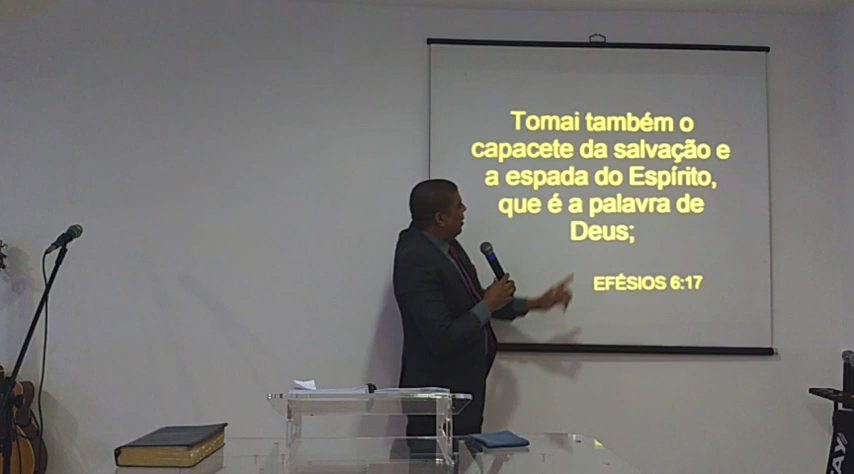 Tomai também o
capacete da salvação e
a espada do Espírito,
que é a palavra de
Deus;
EFÉSIOS 6:17